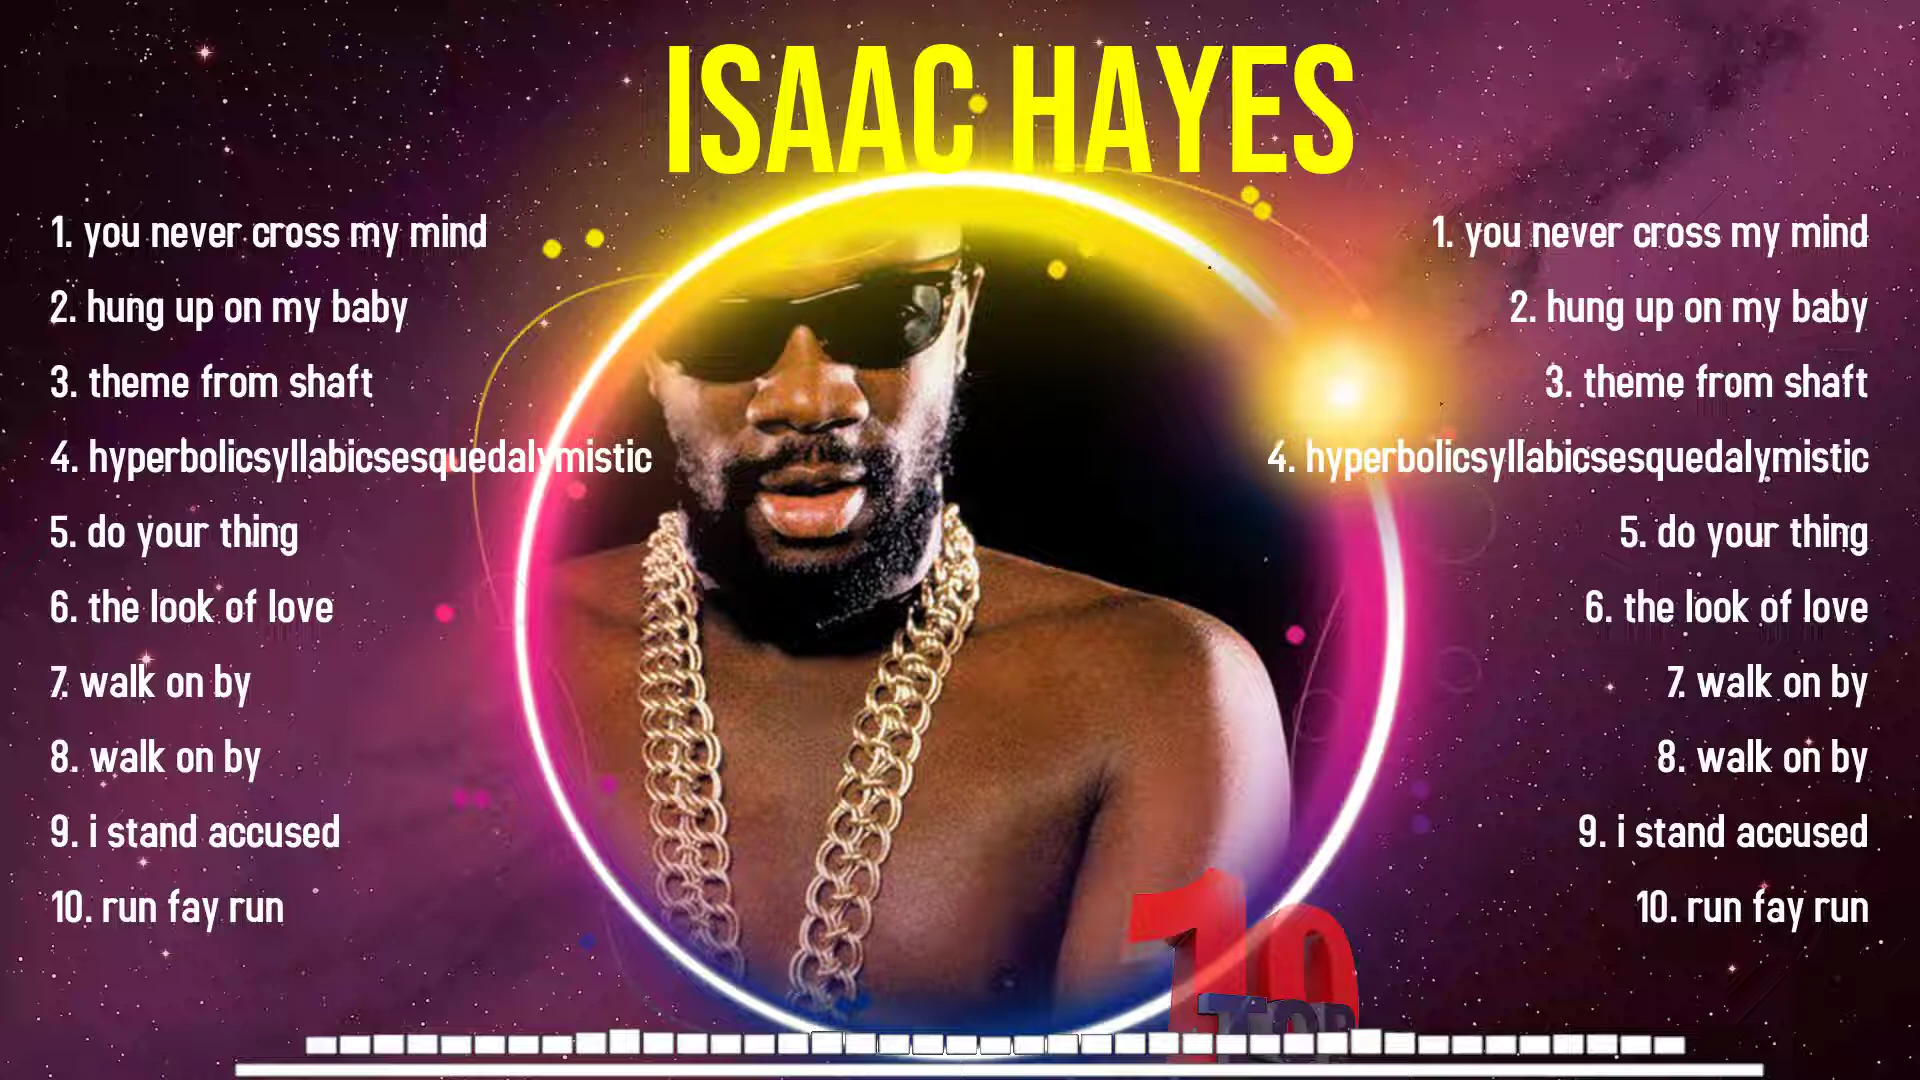 ISAAC HAYES
1. you never cross my mind
2. hung up on my baby
3. theme from shaft
4. hyperbolicsyllabicsesquedalymistic
5. do your thing
6. the look of love
7. walk on by
8. walk on by
9. i stand accused
10. run fay run
1. you never cross my mind
2. hung up on my baby
3. theme from shaft
4. hyperbolicsyllabicsesquedalymistic
5. do your thing
6. the look of love
7. walk on by
8. walk on by
9. i stand accused
10. run fay run
10
TOP